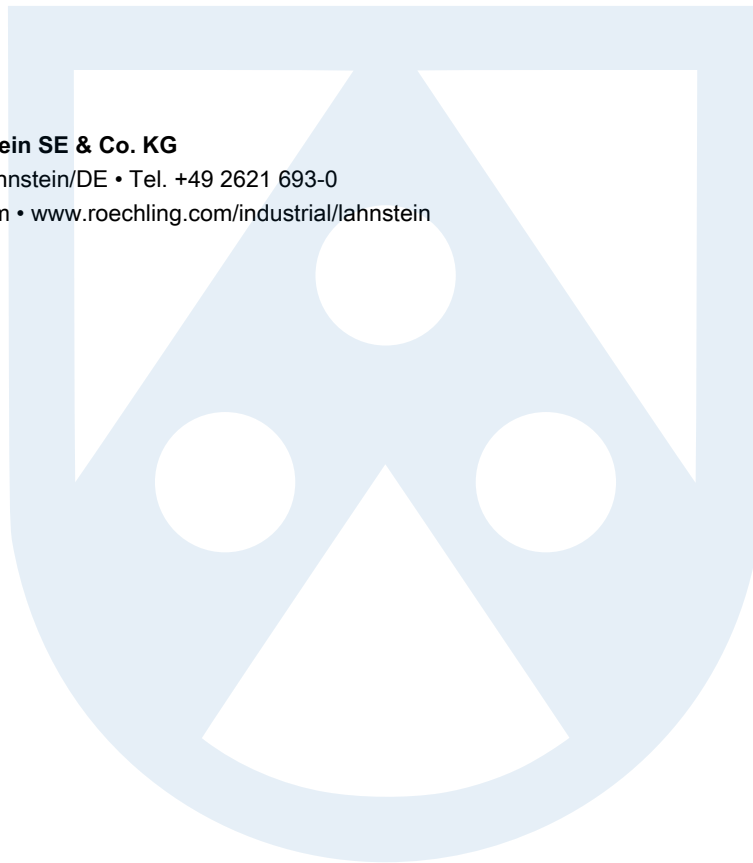 ein SE & Co. KG
hnstein/DE • Tel. +49 2621 693-0
• www.roechling.com/industrial/lahnstein